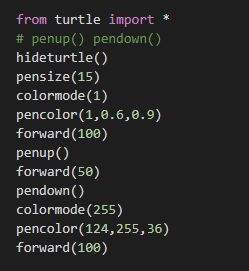 from turtle import *
# penup() pendown()
hideturtle()
pensize(15)
colormode(1)
pencolor(1,0.6,0.9)
forward(100)
penup()
forward(50)
pendown()
colormode(255)
pencolor(124,255,36)
forward(100)